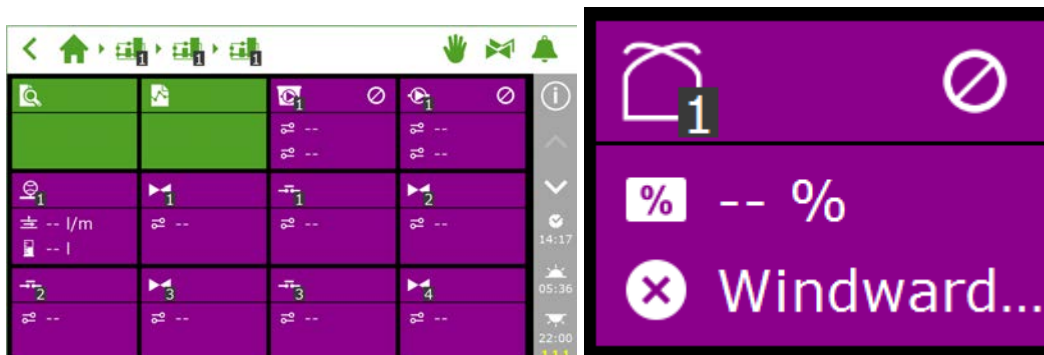 1 1 1
1 1
-- --
-- --
1 1 1 2
-- l/m -- -- --
-- l
14:17
2 3 3 4
05:36
-- -- -- --
22:00
1
% -- %
Windward...